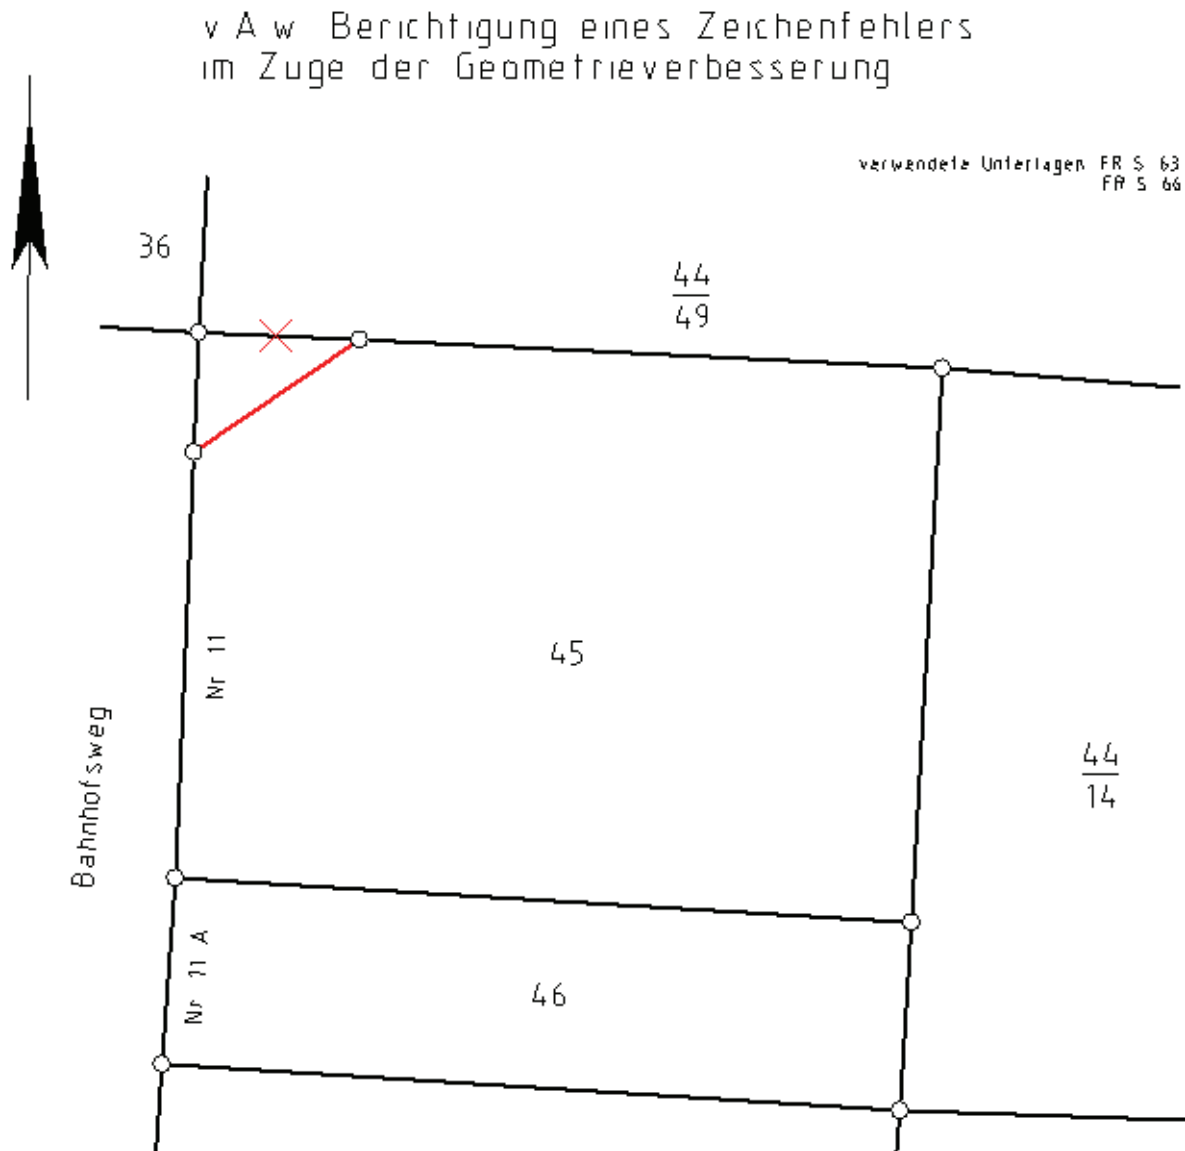 v A w Berichtigung eines Zeichenfehlers
im Zuge der Geometrieverbesserung
verwendete Unterlagen FR S 63
FR S 66
36
44
49
45
Nr 11
Bahnhofsweg
44
14
Nr 11 A
46